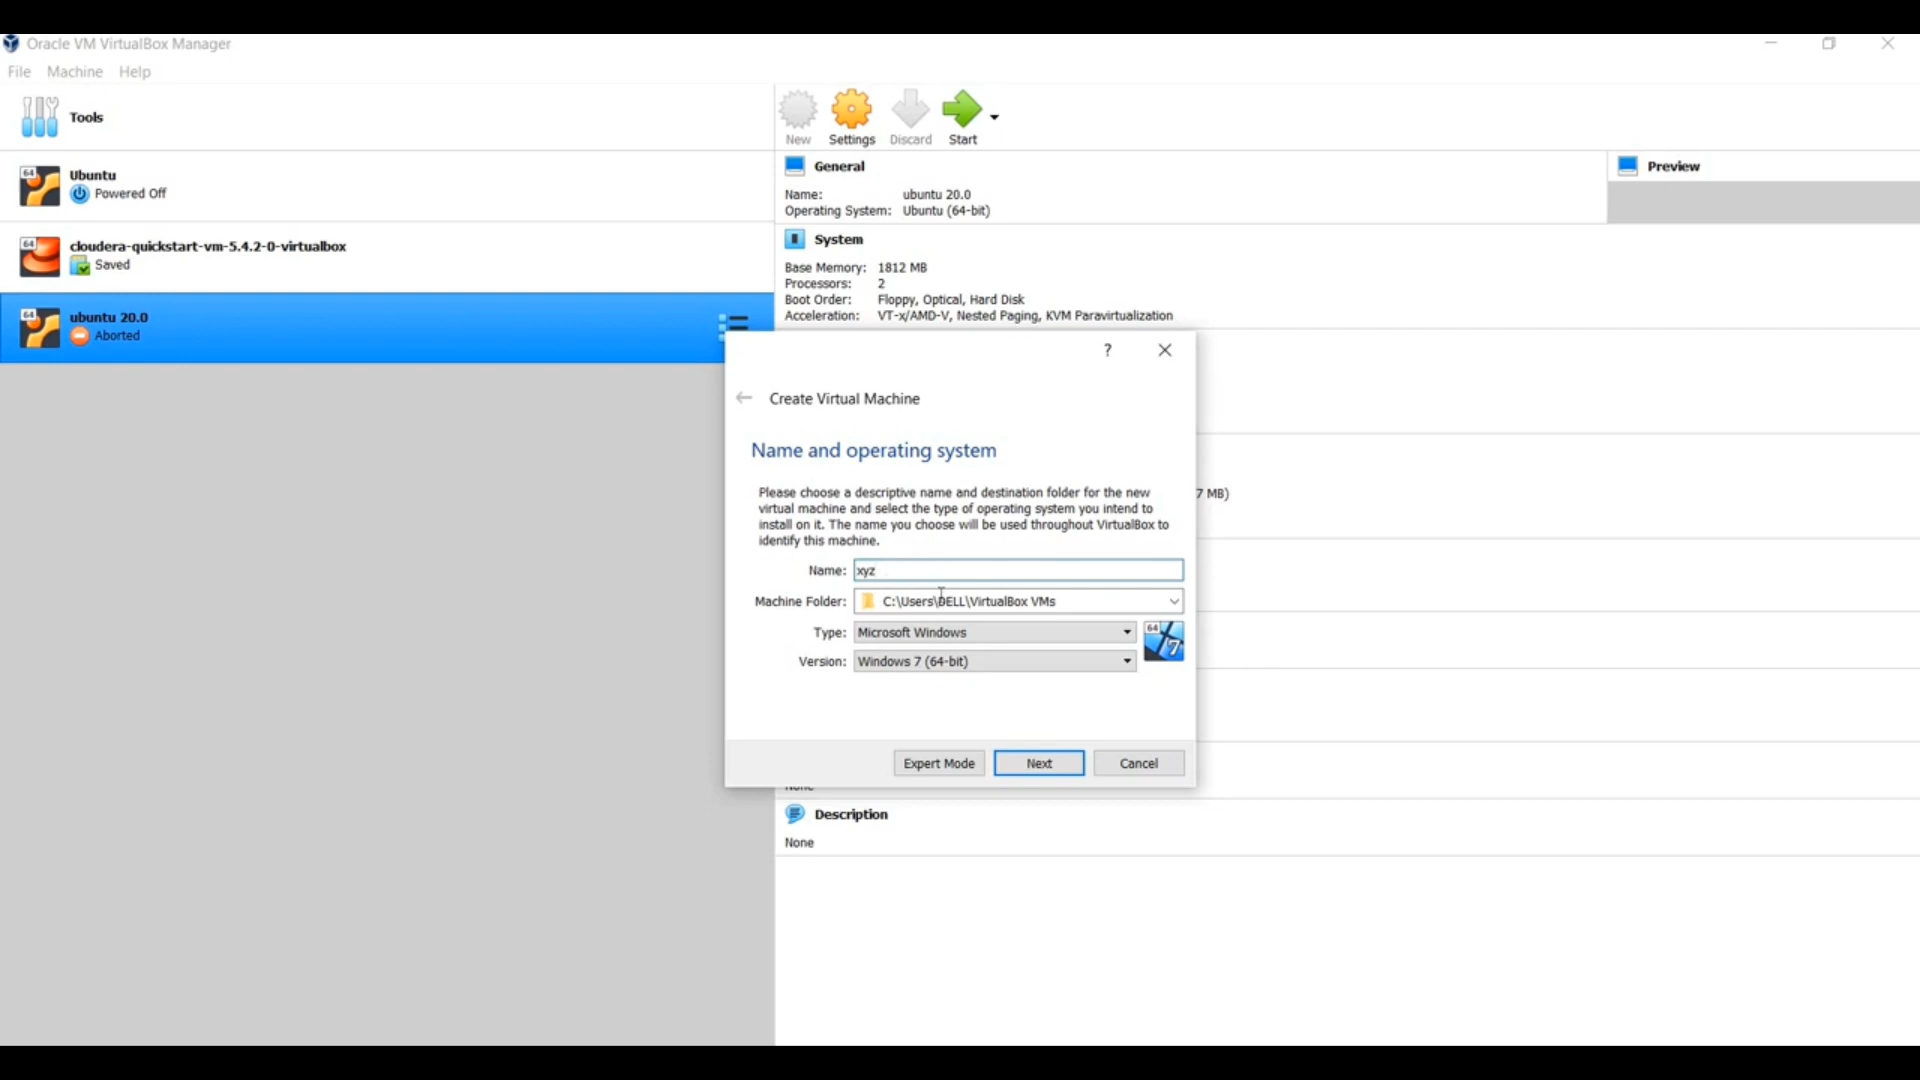 Oracle VM VirtualBox Manager
File Machine Help
Tools
New Settings Discard Start
64 Ubuntu
Powered Off
General
Name: ubuntu 20.0
Operating System: Ubuntu (64-bit)
Preview
64 cloudera-quickstart-vm-5.4.2-0-virtualbox
Saved
System
Base Memory: 1812 MB
Processors: 2
Boot Order: Floppy, Optical, Hard Disk
Acceleration: VT-x/AMD-V, Nested Paging, KVM Paravirtualization
64 ubuntu 20.0
Aborted
?
Create Virtual Machine
Name and operating system
Please choose a descriptive name and destination folder for the new
virtual machine and select the type of operating system you intend to
install on it. The name you choose will be used throughout VirtualBox to
identify this machine.
7 MB)
Name: xyz
Machine Folder: C:\Users\DELL\VirtualBox VMs
Type: Microsoft Windows
64 7
Version: Windows 7 (64-bit)
Expert Mode Next Cancel
None
Description
None